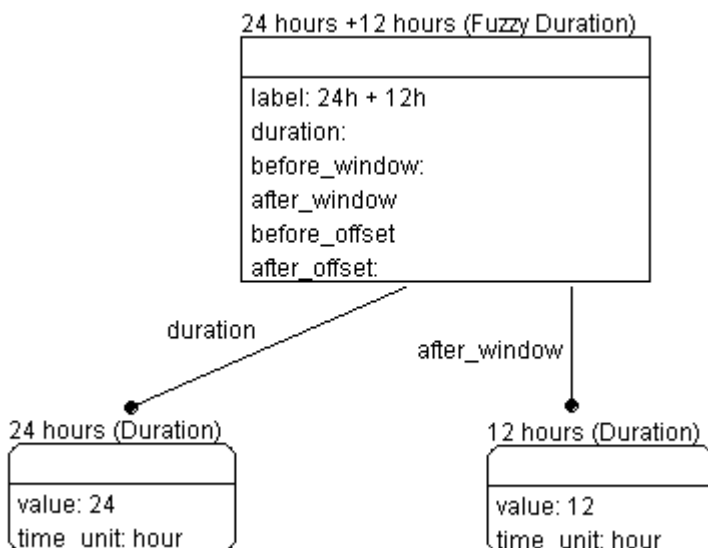 24 hours +12 hours (Fuzzy Duration)
label: 24h + 12h
duration:
before_window:
after_window
before_offset
after_offset:
duration
after_window
24 hours (Duration)
value: 24
time_unit: hour
12 hours (Duration)
value: 12
time_unit: hour